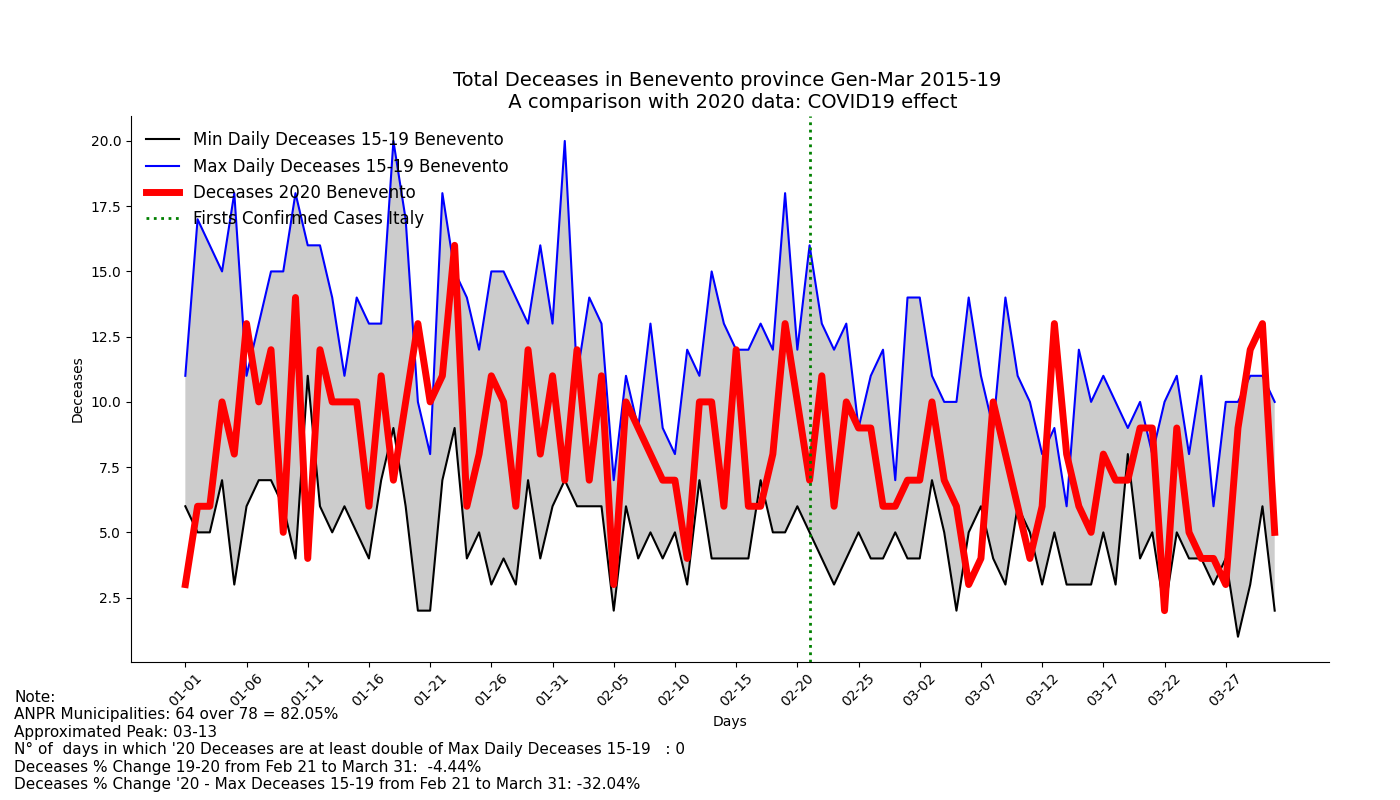 Total Deceases in Benevento province Gen-Mar 2015-19
A comparison with 2020 data: COVID19 effect
Min Daily Deceases 15-19 Benevento
Max Daily Deceases 15-19 Benevento
Deceases 2020 Benevento
Firsts Confirmed Cases Italy
20.0
17.5
15.0
12.5
10.0
7.5
5.0
2.5
Deceases
01-01
01-06
01-11
01-16
01-21
01-26
01-31
02-05
02-10
02-15
02-20
02-25
03-02
03-07
03-12
03-17
03-22
03-27
Days
Note:
ANPR Municipalities: 64 over 78 = 82.05%
Approximated Peak: 03-13
N° of  days in which '20 Deceases are at least double of Max Daily Deceases 15-19   : 0
Deceases % Change 19-20 from Feb 21 to March 31:  -4.44%
Deceases % Change '20 - Max Deceases 15-19 from Feb 21 to March 31: -32.04%